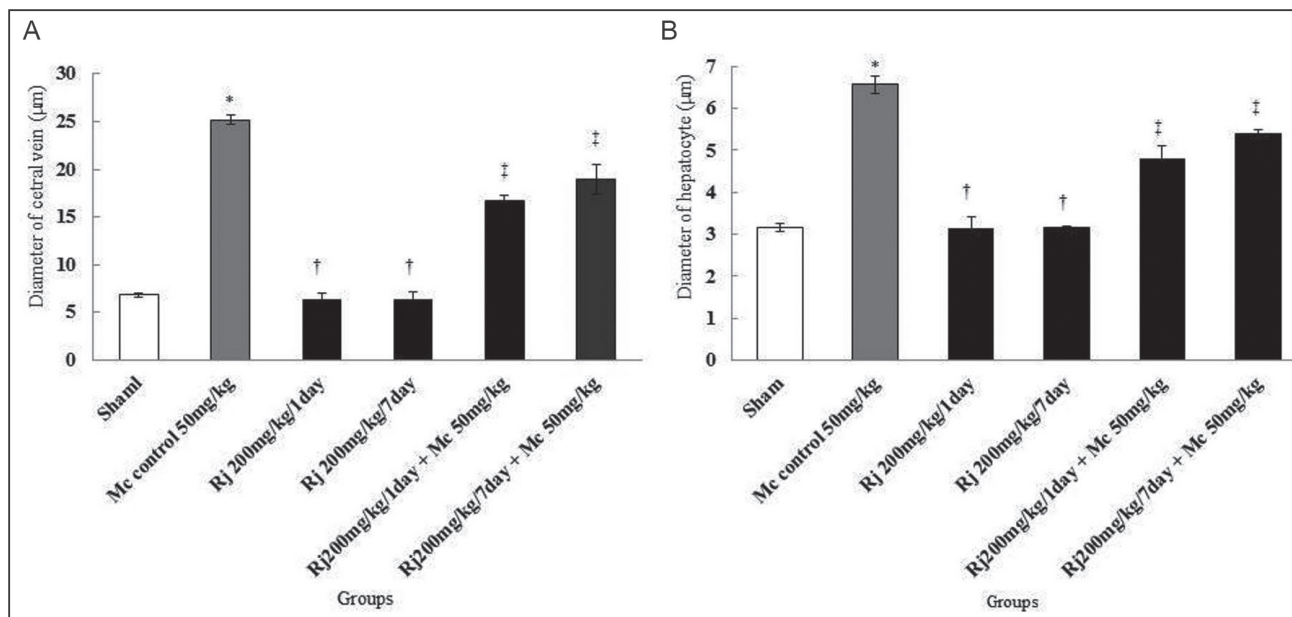 A
Diameter of cetral vein (µm)
30
25
20
15
10
5
0
*
†
†
‡
‡
Shaml
Mc control 50mg/kg
Rj 200mg/kg/1day
Rj 200mg/kg/7day
Rj200mg/kg/1day + Mc 50mg/kg
Rj200mg/kg/7day + Mc 50mg/kg
Groups
B
Diameter of hepatocyte (µm)
7
6
5
4
3
2
1
0
*
†
†
‡
‡
Sham
Mc control 50mg/kg
Rj 200mg/kg/1day
Rj 200mg/kg/7day
Rj200mg/kg/1day + Mc 50mg/kg
Rj200mg/kg/7day + Mc 50mg/kg
Groups